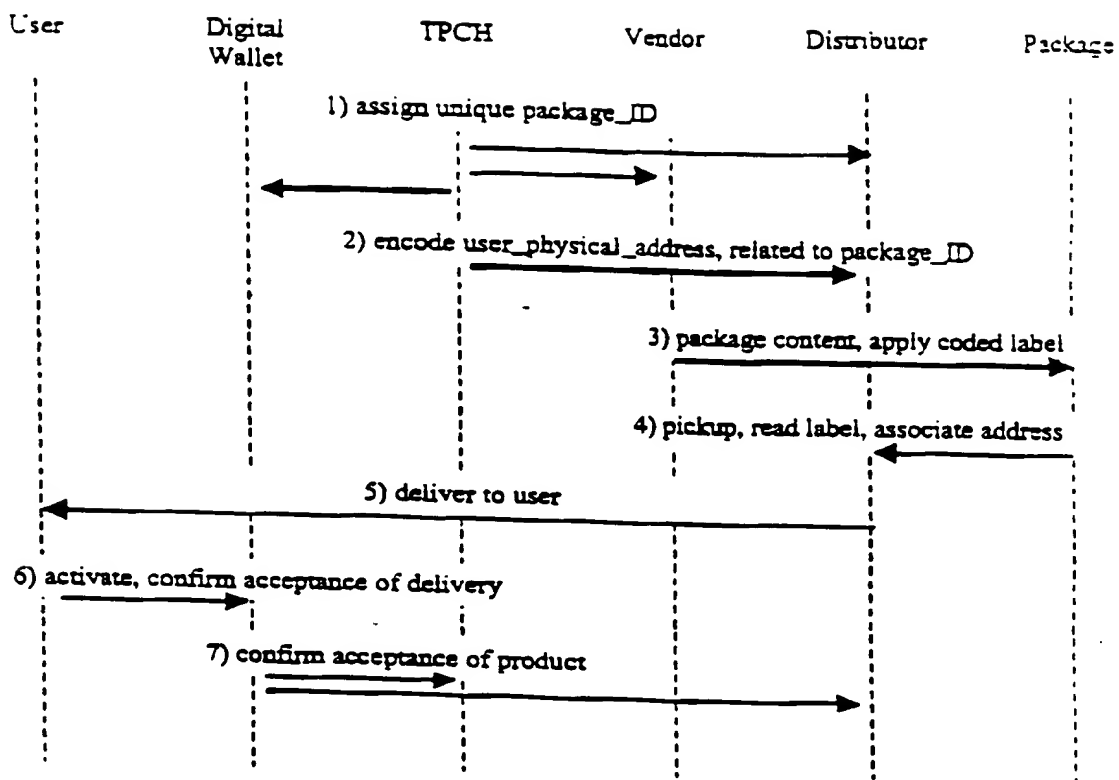 User
Digital
Wallet
TPCH
Vendor
Distributor
Package
1) assign unique package_ID
2) encode user_physical_address, related to package_ID
3) package content, apply coded label
4) pickup, read label, associate address
5) deliver to user
6) activate, confirm acceptance of delivery
7) confirm acceptance of product